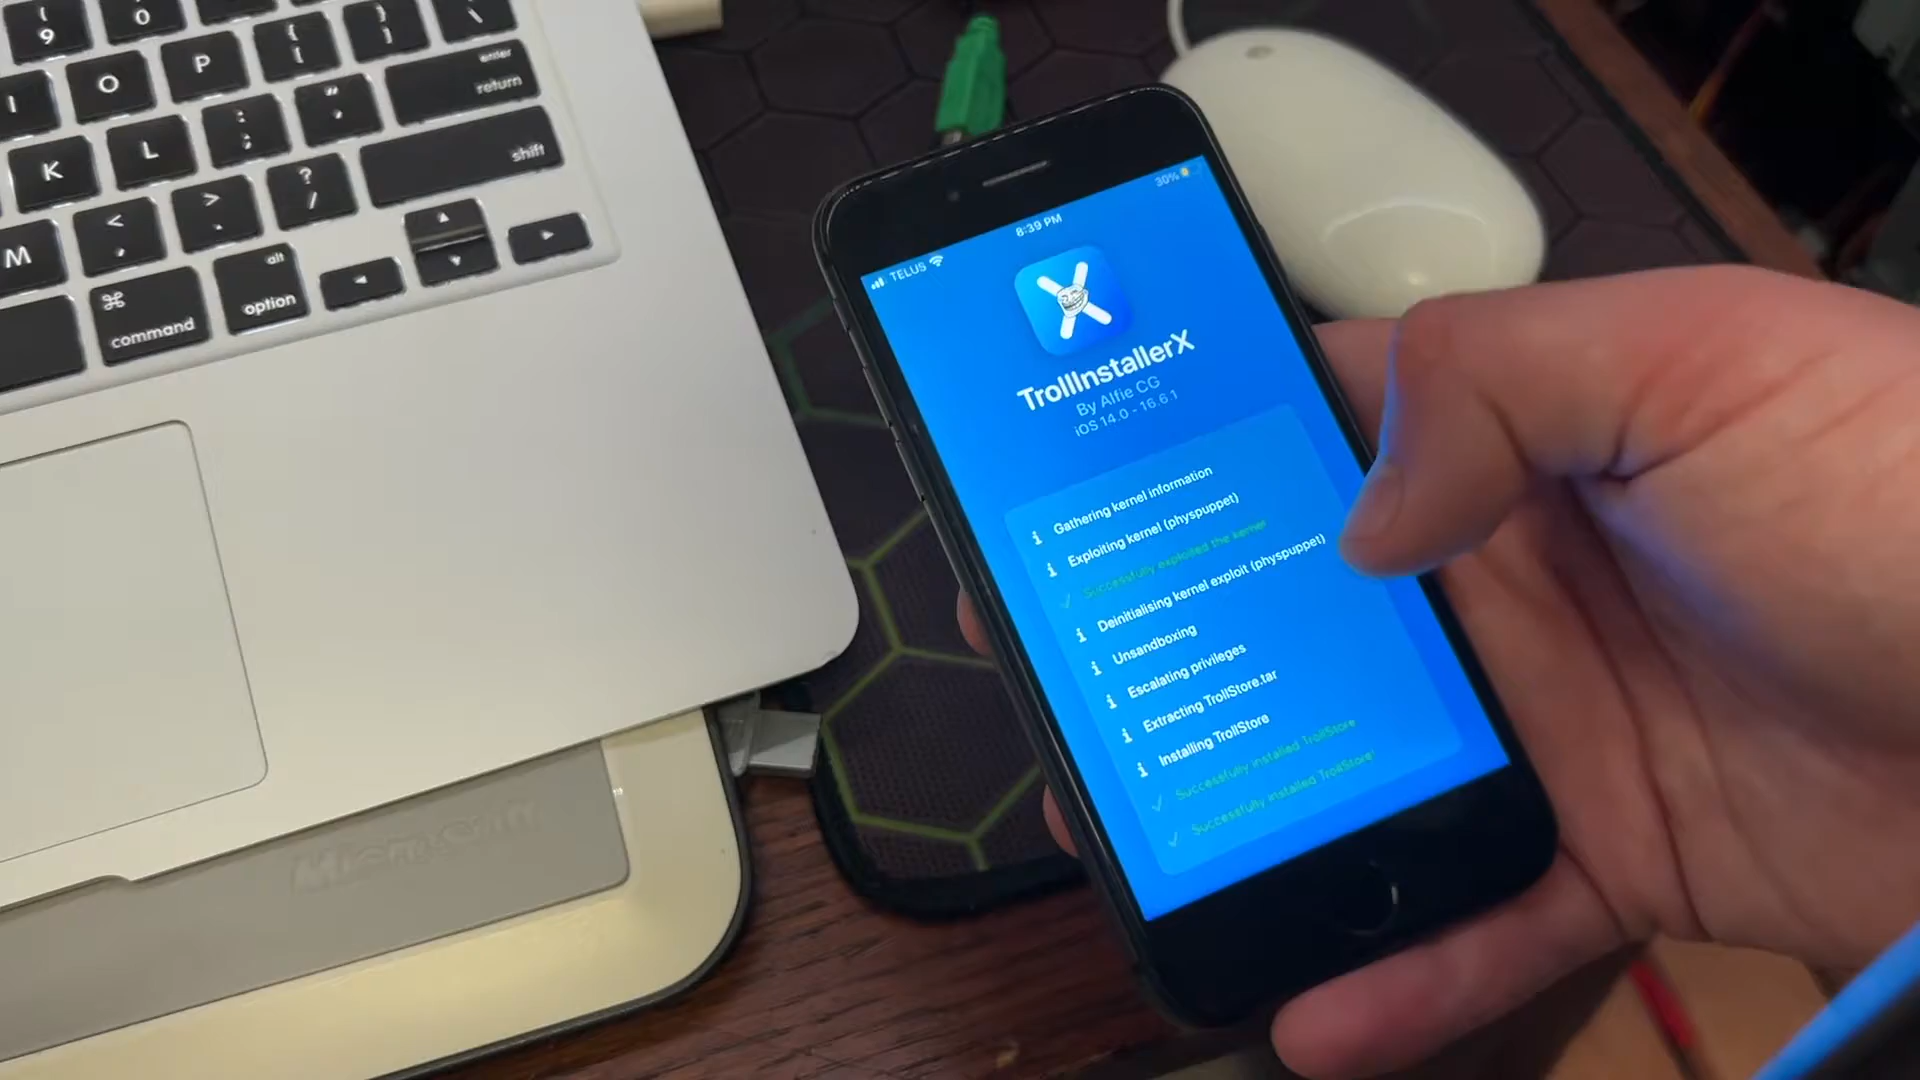 ( 9
) 0
{ [
} ]
| \
enter return
I
O
P
K
L
: ;
" '
shift
M
< ,
> .
? /
⌘ command
alt option
TELUS
8:39 PM
30%
TrollInstallerX
By Alfie CG
iOS 14.0 - 16.6.1
Gathering kernel information
Exploiting kernel (physpuppet)
Successfully exploited the kernel
Deinitialising kernel exploit (physpuppet)
Unsandboxing
Escalating privileges
Extracting TrollStore.tar
Installing TrollStore
Successfully installed TrollStore
Successfully installed TrollStore!